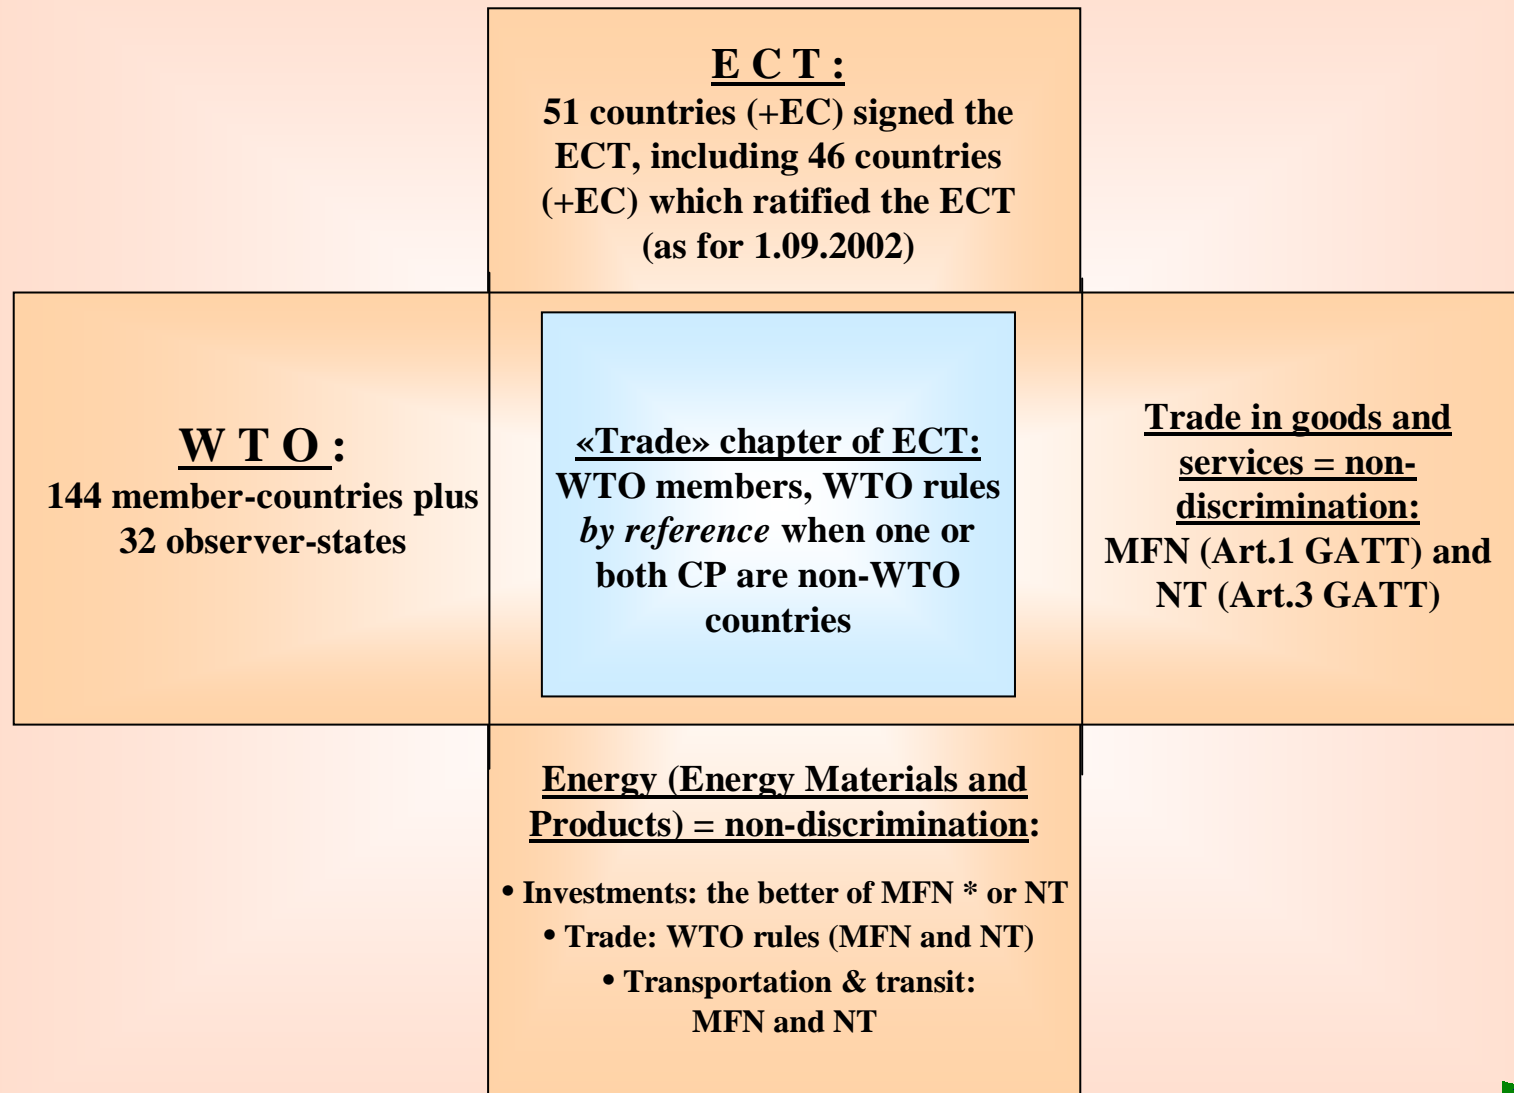 E C T :
51 countries (+EC) signed the
ECT, including 46 countries
(+EC) which ratified the ECT
(as for 1.09.2002)
W T O :
144 member-countries plus
32 observer-states
«Trade» chapter of ECT:
WTO members, WTO rules
by reference when one or
both CP are non-WTO
countries
Trade in goods and
services = non-
discrimination:
MFN (Art.1 GATT) and
NT (Art.3 GATT)
Energy (Energy Materials and
Products) = non-discrimination:
• Investments: the better of MFN * or NT
• Trade: WTO rules (MFN and NT)
• Transportation & transit:
MFN and NT